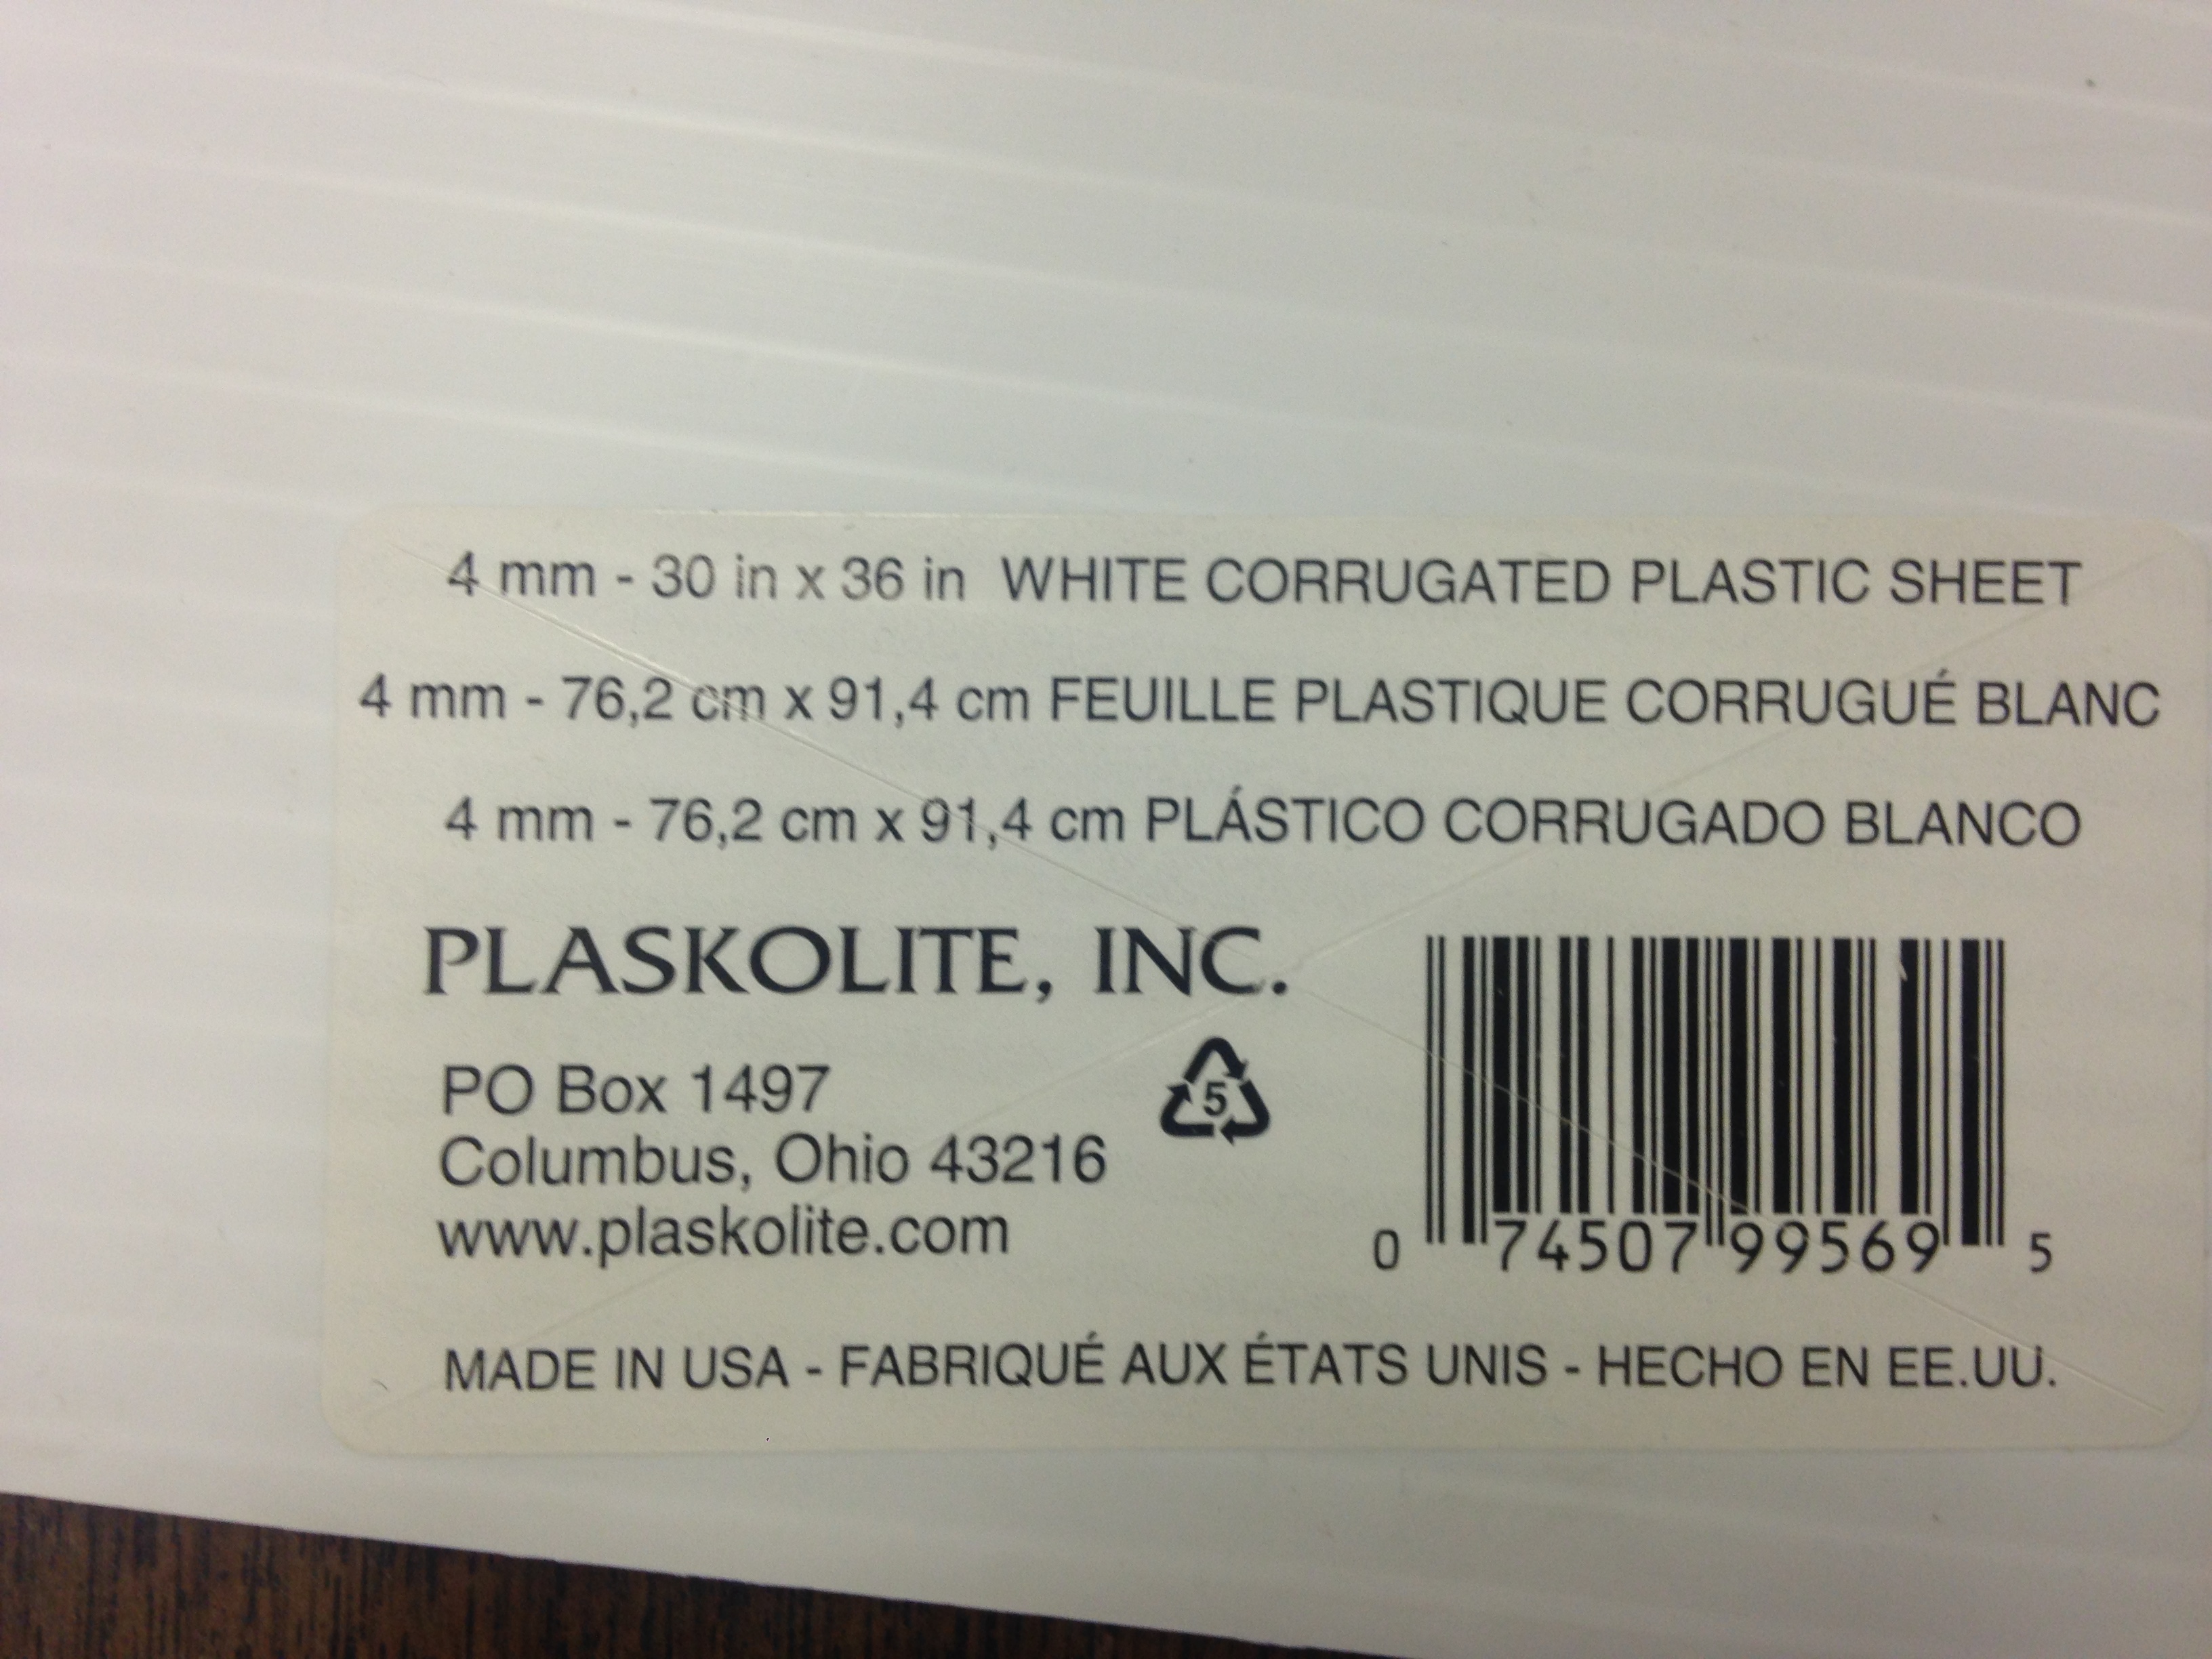 4 mm - 30 in x 36 in WHITE CORRUGATED PLASTIC SHEET
4 mm - 76,2 cm x 91,4 cm FEUILLE PLASTIQUE CORRUGUÉ BLANC
4 mm - 76,2 cm x 91,4 cm PLÁSTICO CORRUGADO BLANCO
PLASKOLITE, INC.
PO Box 1497
Columbus, Ohio 43216
www.plaskolite.com
5
0 74507 99569 5
MADE IN USA - FABRIQUÉ AUX ÉTATS UNIS - HECHO EN EE.UU.